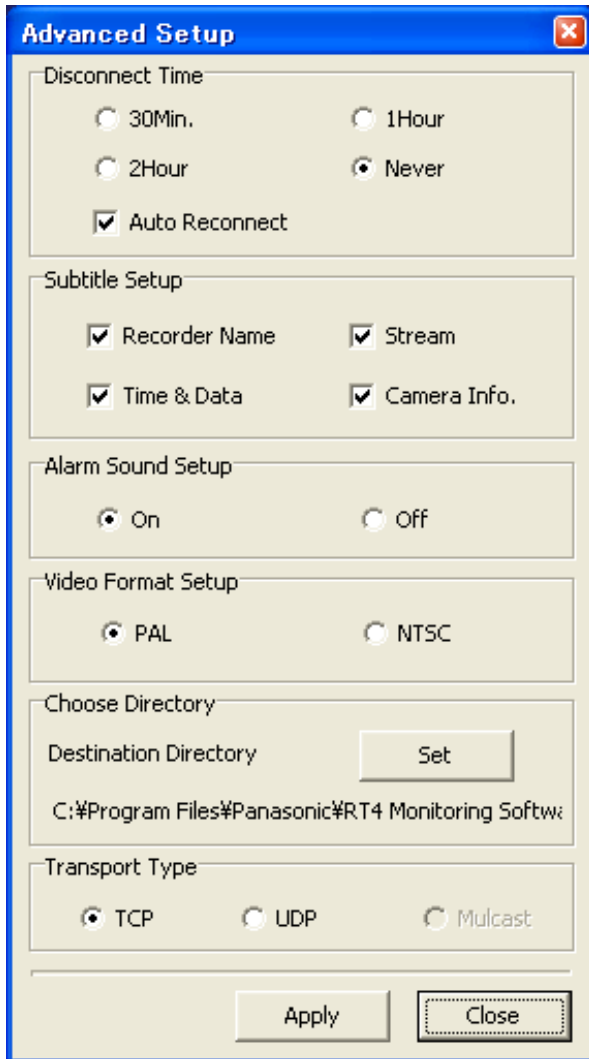 Advanced Setup
Disconnect Time
30Min. 1Hour
2Hour Never
Auto Reconnect
Subtitle Setup
Recorder Name Stream
Time & Data Camera Info.
Alarm Sound Setup
On Off
Video Format Setup
PAL NTSC
Choose Directory
Destination Directory Set
C:¥Program Files¥Panasonic¥RT4 Monitoring Softwa
Transport Type
TCP UDP Mulcast
Apply Close